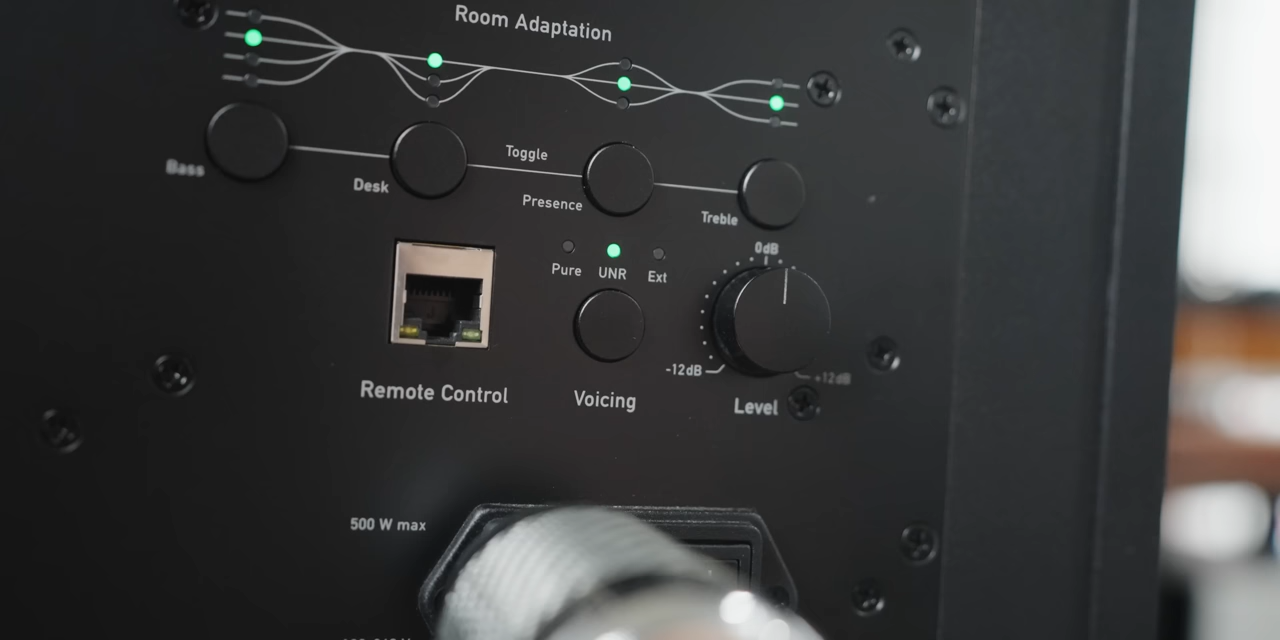 Room Adaptation
Bass
Desk
Toggle
Presence
Treble
0dB
Pure UNR Ext
-12dB
+12dB
Remote Control
Voicing
Level
500 W max